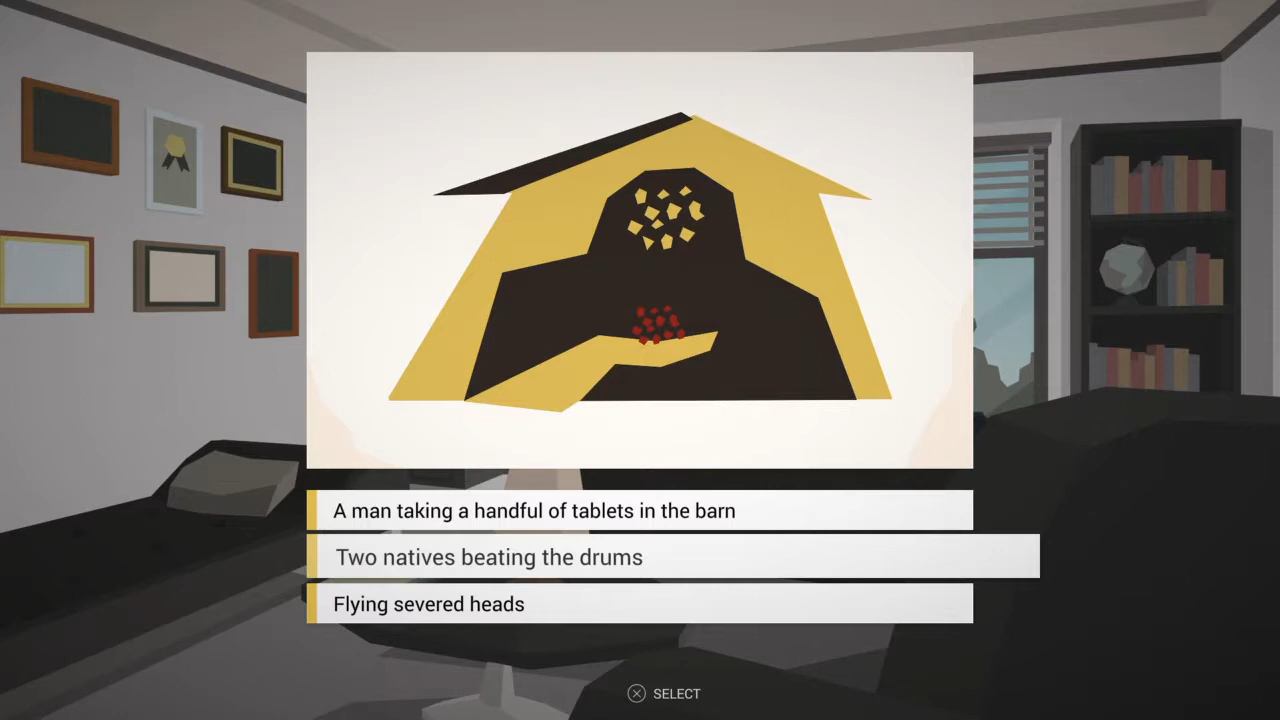 A man taking a handful of tablets in the barn
Two natives beating the drums
Flying severed heads
SELECT